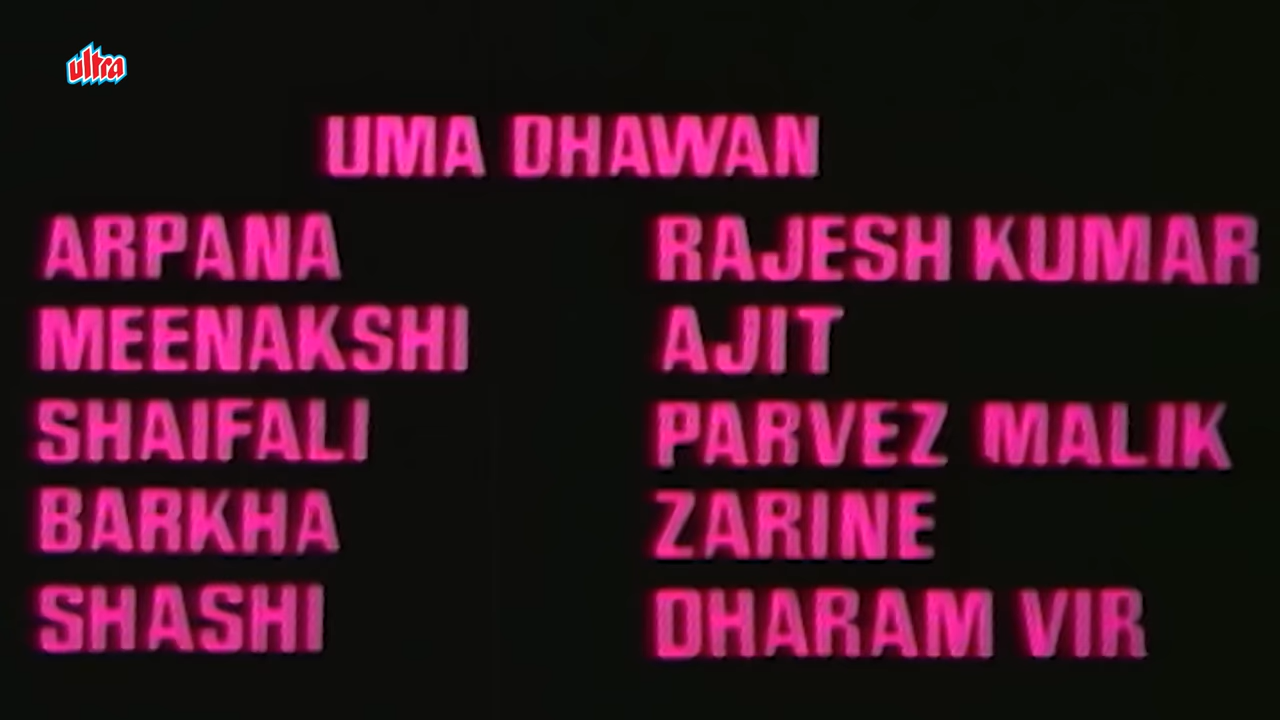 ultra
UMA DHAWAN
ARPANA RAJESH KUMAR
MEENAKSHI AJIT
SHAIFALI PARVEZ MALIK
BARKHA ZARINE
SHASHI DHARAM VIR